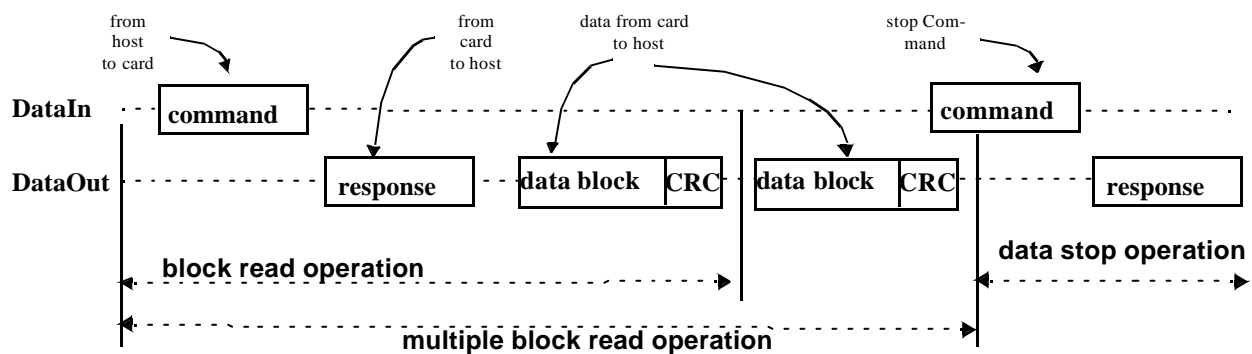 from
host
to card
from
card
to host
data from card
to host
stop Com-
mand
DataIn
command
command
DataOut
response
data block
CRC
data block
CRC
response
block read operation
data stop operation
multiple block read operation